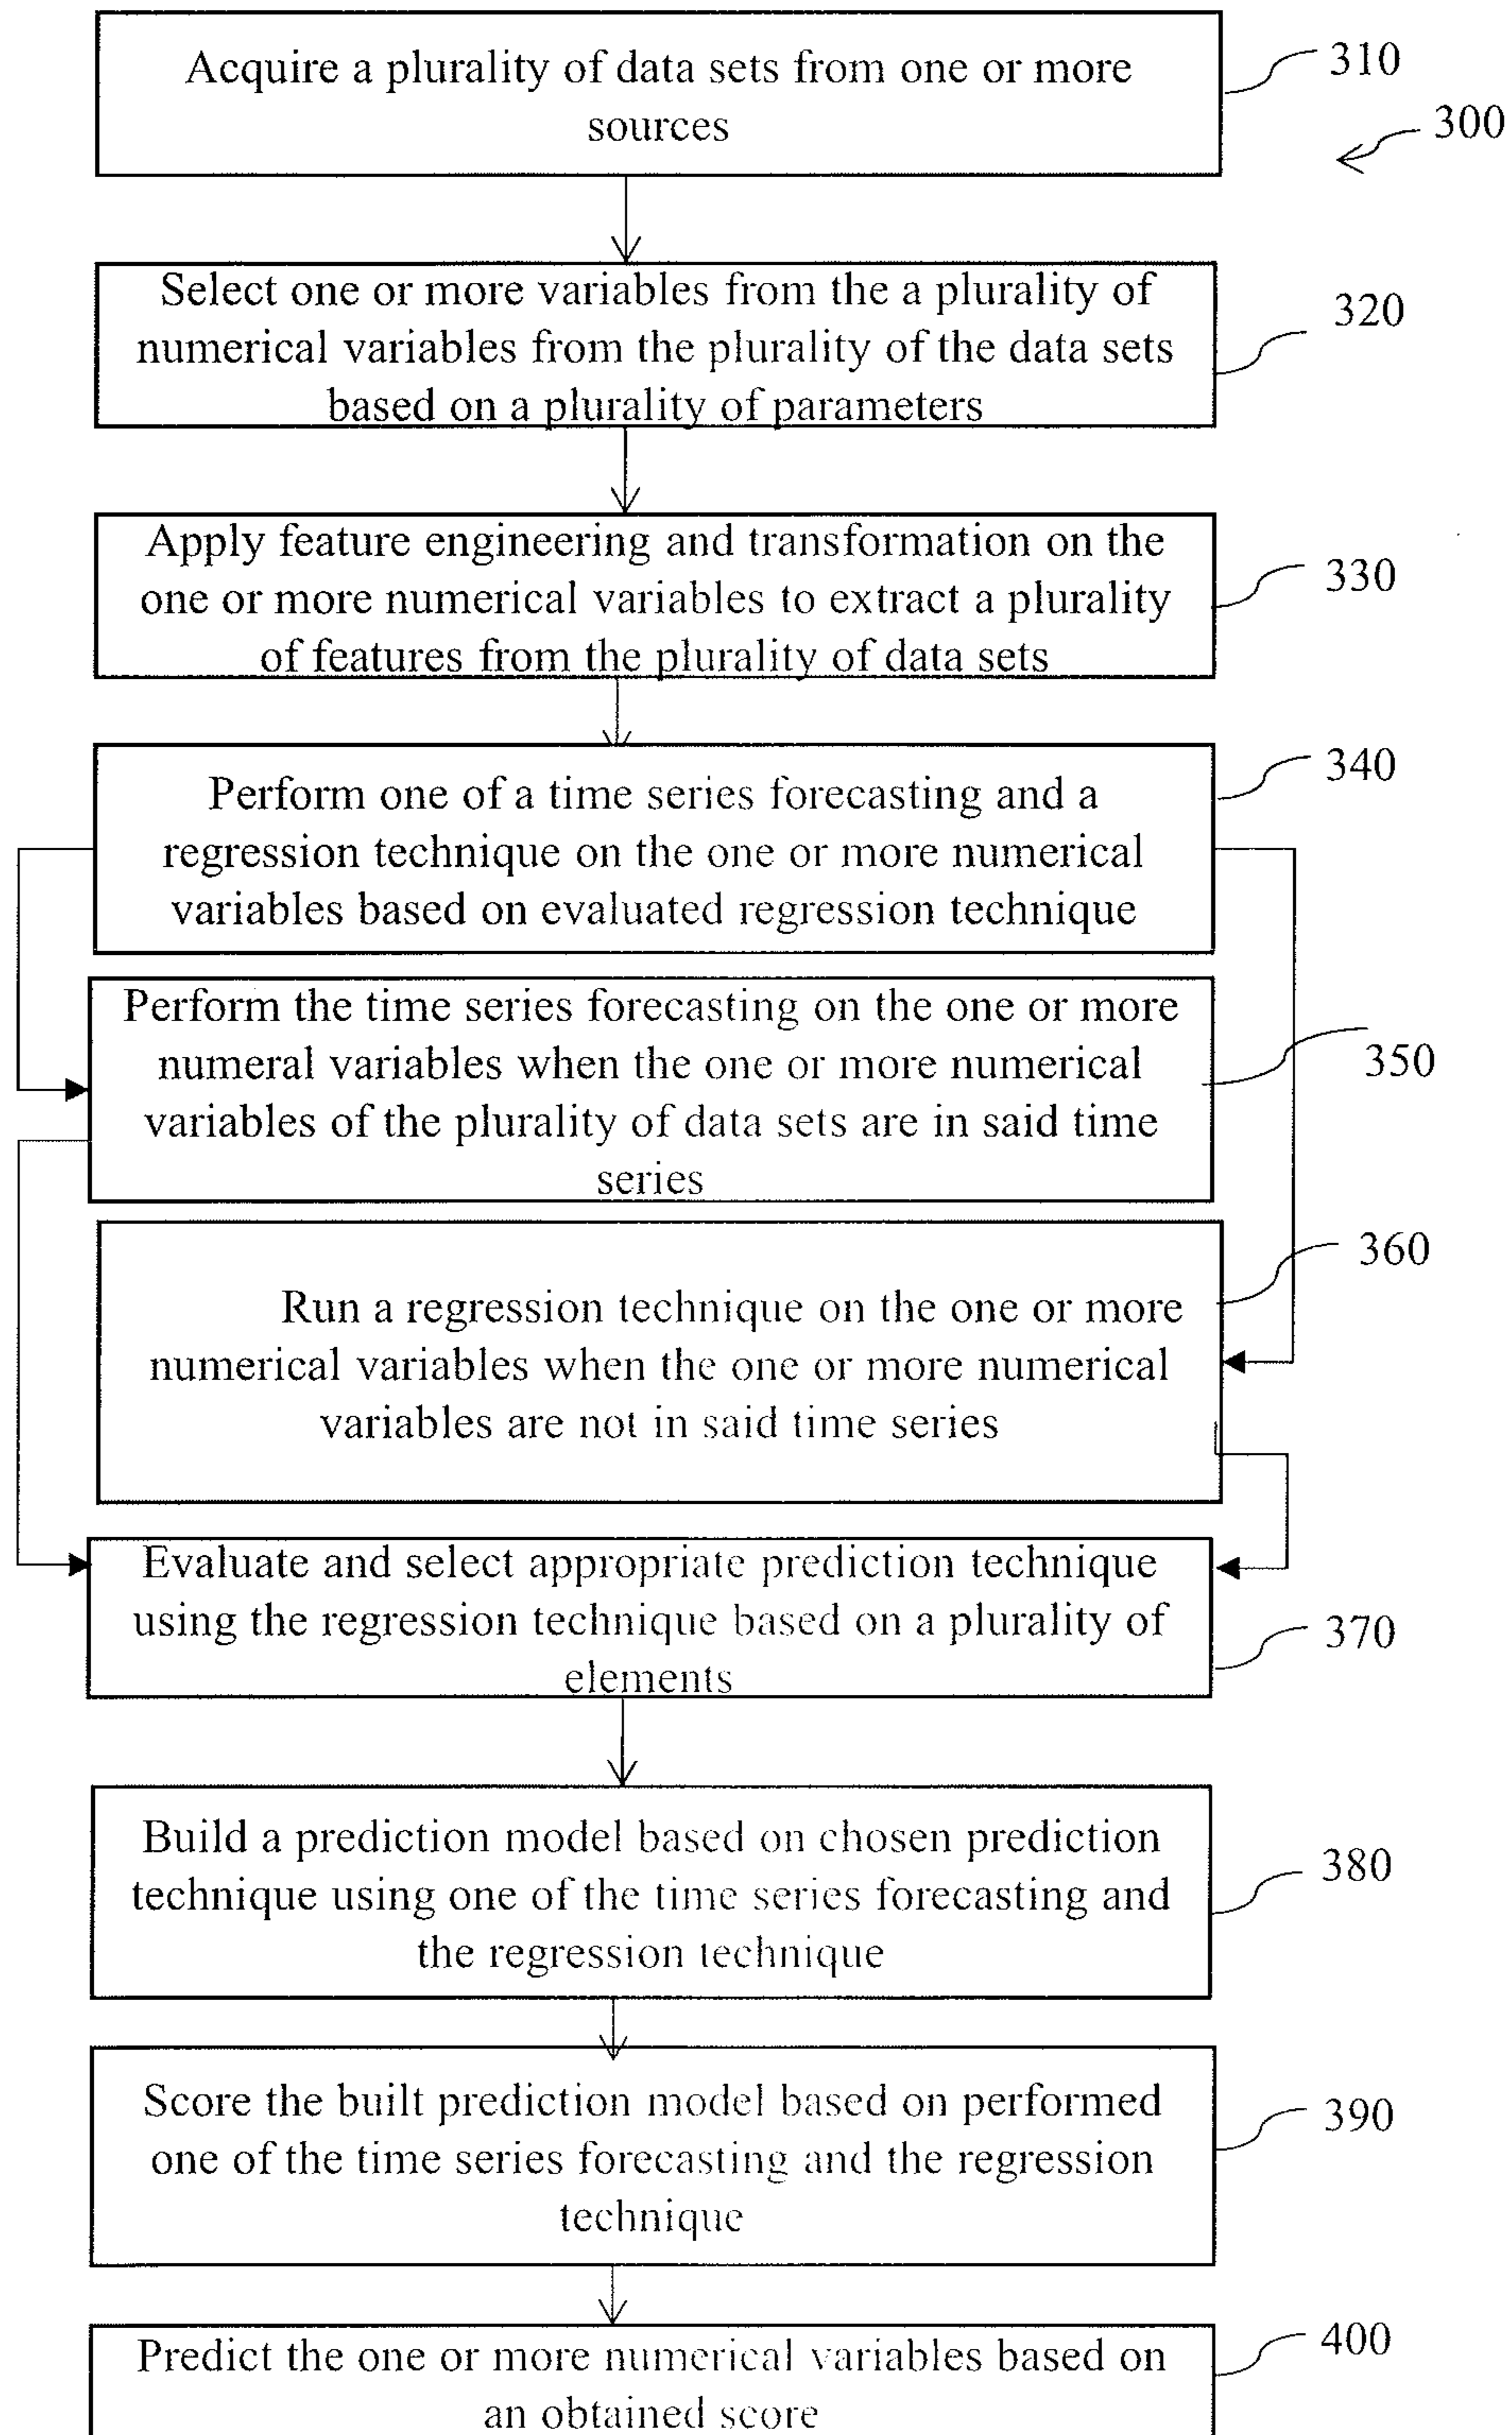 Acquire a plurality of data sets from one or more
sources
310
300
Select one or more variables from the a plurality of
numerical variables from the plurality of the data sets
based on a plurality of parameters
320
Apply feature engineering and transformation on the
one or more numerical variables to extract a plurality
of features from the plurality of data sets
330
Perform one of a time series forecasting and a
regression technique on the one or more numerical
variables based on evaluated regression technique
340
Perform the time series forecasting on the one or more
numeral variables when the one or more numerical
variables of the plurality of data sets are in said time
series
350
Run a regression technique on the one or more
numerical variables when the one or more numerical
variables are not in said time series
360
Evaluate and select appropriate prediction technique
using the regression technique based on a plurality of
elements
370
Build a prediction model based on chosen prediction
technique using one of the time series forecasting and
the regression technique
380
Score the built prediction model based on performed
one of the time series forecasting and the regression
technique
390
Predict the one or more numerical variables based on
an obtained score
400